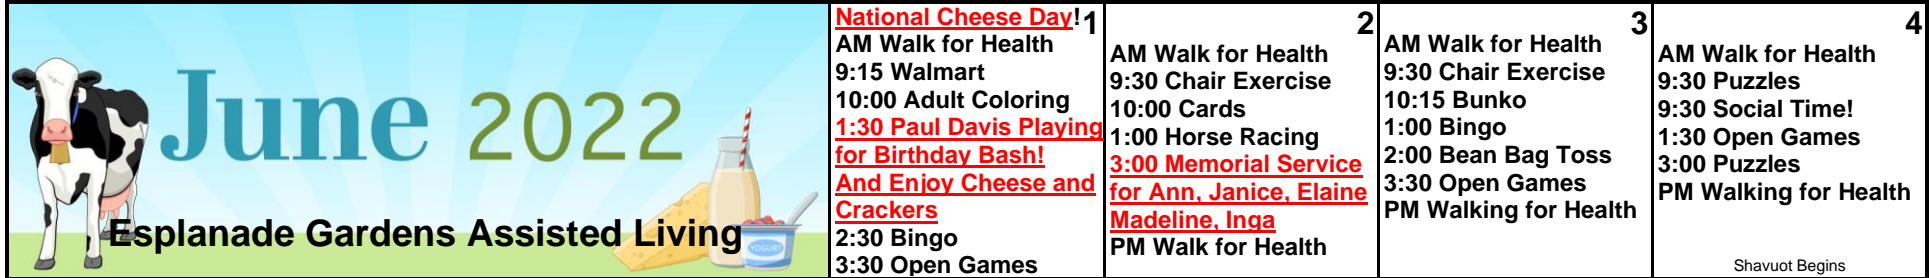 June 2022
Esplanade Gardens Assisted Living
YOGURT
National Cheese Day! 1
AM Walk for Health
9:15 Walmart
10:00 Adult Coloring
1:30 Paul Davis Playing
for Birthday Bash!
And Enjoy Cheese and
Crackers
2:30 Bingo
3:30 Open Games
2
AM Walk for Health
9:30 Chair Exercise
10:00 Cards
1:00 Horse Racing
3:00 Memorial Service
for Ann, Janice, Elaine
Madeline, Inga
PM Walk for Health
3
AM Walk for Health
9:30 Chair Exercise
10:15 Bunko
1:00 Bingo
2:00 Bean Bag Toss
3:30 Open Games
PM Walking for Health
4
AM Walk for Health
9:30 Puzzles
9:30 Social Time!
1:30 Open Games
3:00 Puzzles
PM Walking for Health
Shavuot Begins